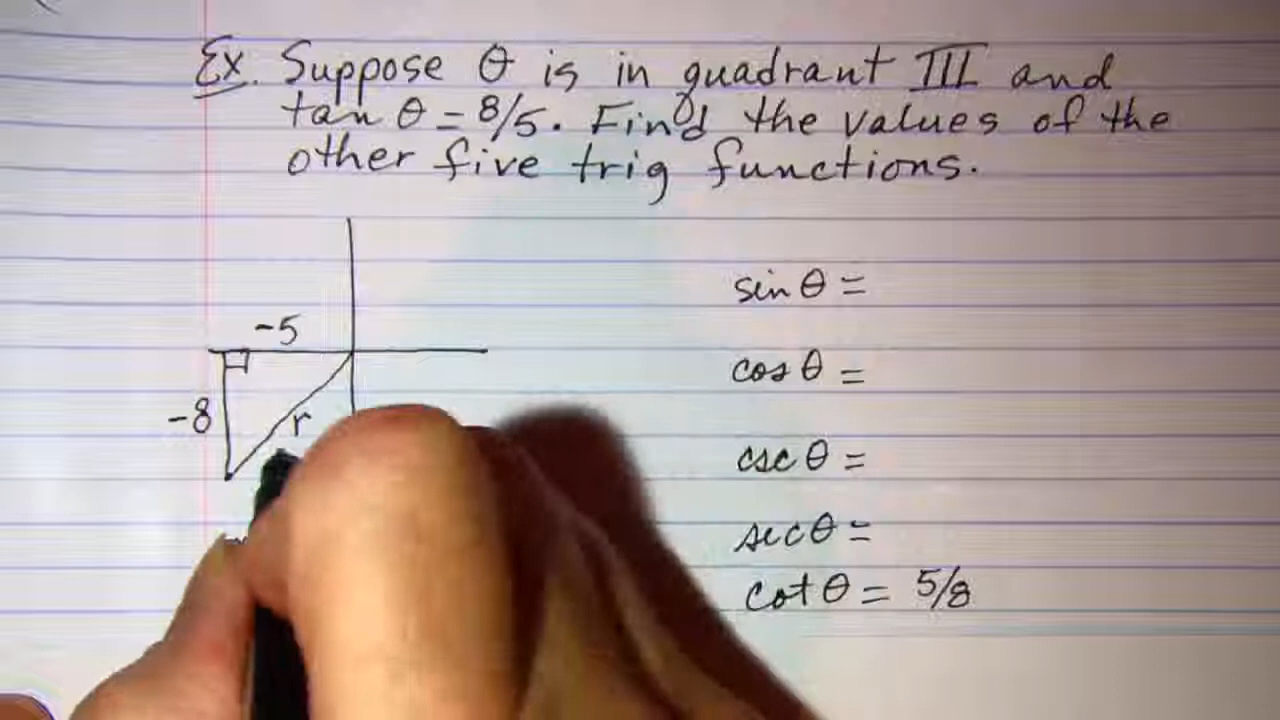 Ex. Suppose θ is in quadrant III and
tan θ = 8/5. Find the values of the
other five trig functions.
-5
-8
r
sin θ =
cos θ =
csc θ =
sec θ =
cot θ = 5/8